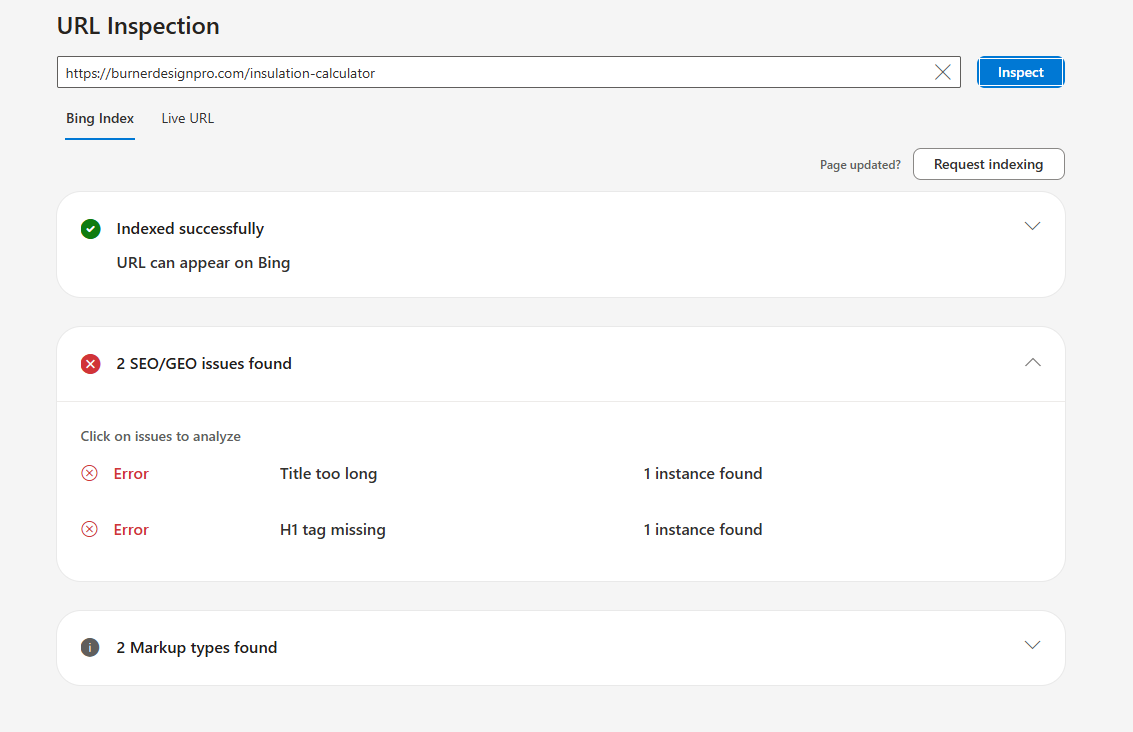 URL Inspection
https://burnerdesignpro.com/insulation-calculator
Inspect
Bing Index
Live URL
Page updated?
Request indexing
Indexed successfully
URL can appear on Bing
2 SEO/GEO issues found
Click on issues to analyze
Error Title too long 1 instance found
Error H1 tag missing 1 instance found
2 Markup types found